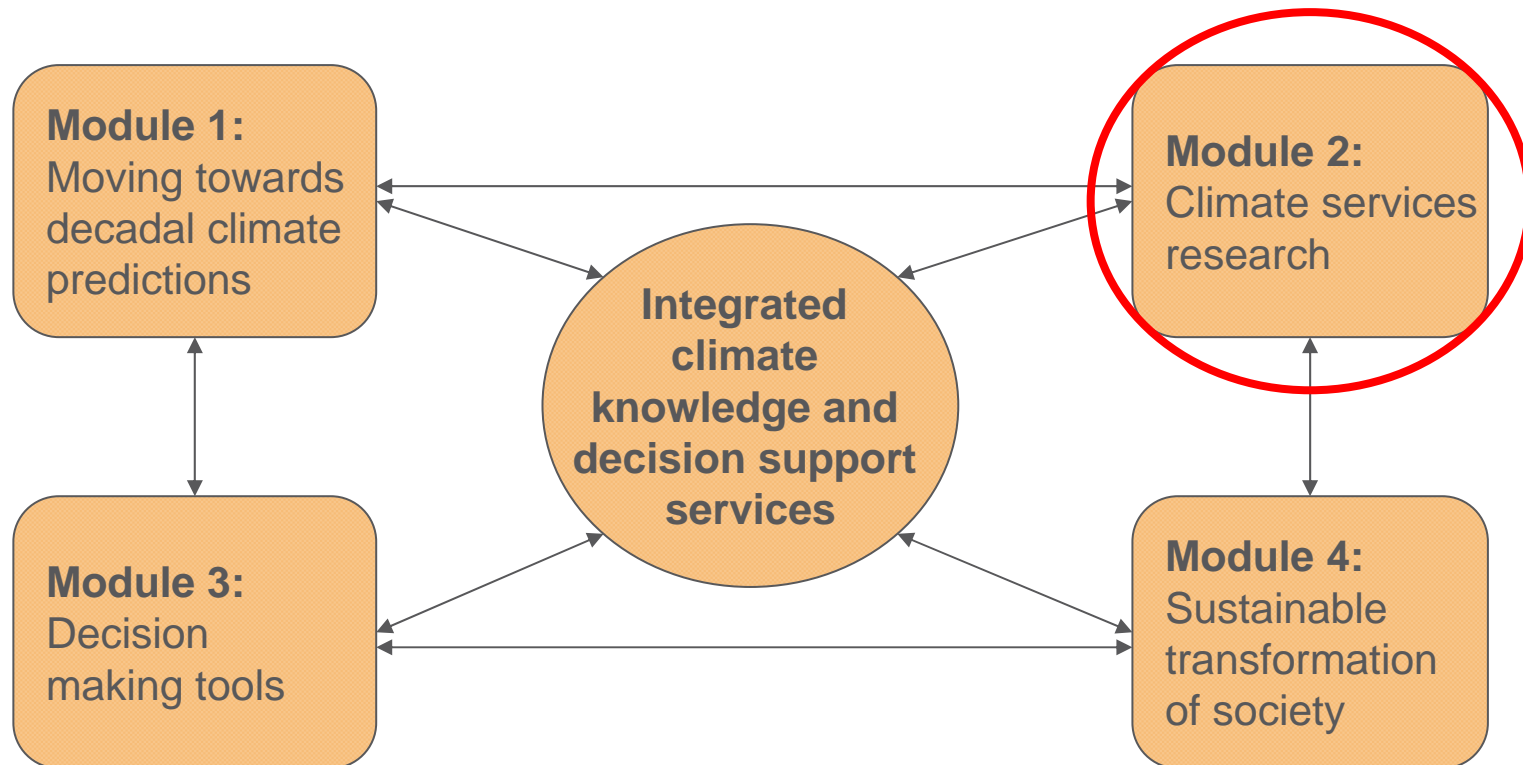 Module 1:
Moving towards
decadal climate
predictions
Module 2:
Climate services
research
Integrated
climate
knowledge and
decision support
services
Module 3:
Decision
making tools
Module 4:
Sustainable
transformation
of society